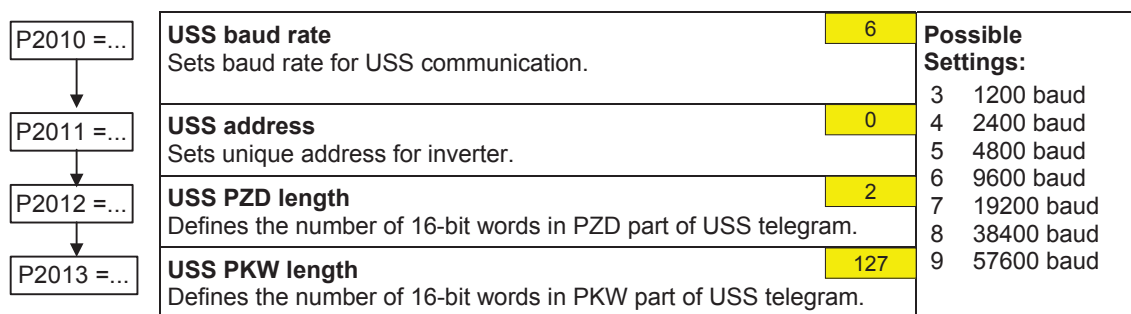 P2010 =...
USS baud rate 6
Sets baud rate for USS communication.
P2011 =...
USS address 0
Sets unique address for inverter.
P2012 =...
USS PZD length 2
Defines the number of 16-bit words in PZD part of USS telegram.
P2013 =...
USS PKW length 127
Defines the number of 16-bit words in PKW part of USS telegram.
Possible
Settings:
3 1200 baud
4 2400 baud
5 4800 baud
6 9600 baud
7 19200 baud
8 38400 baud
9 57600 baud